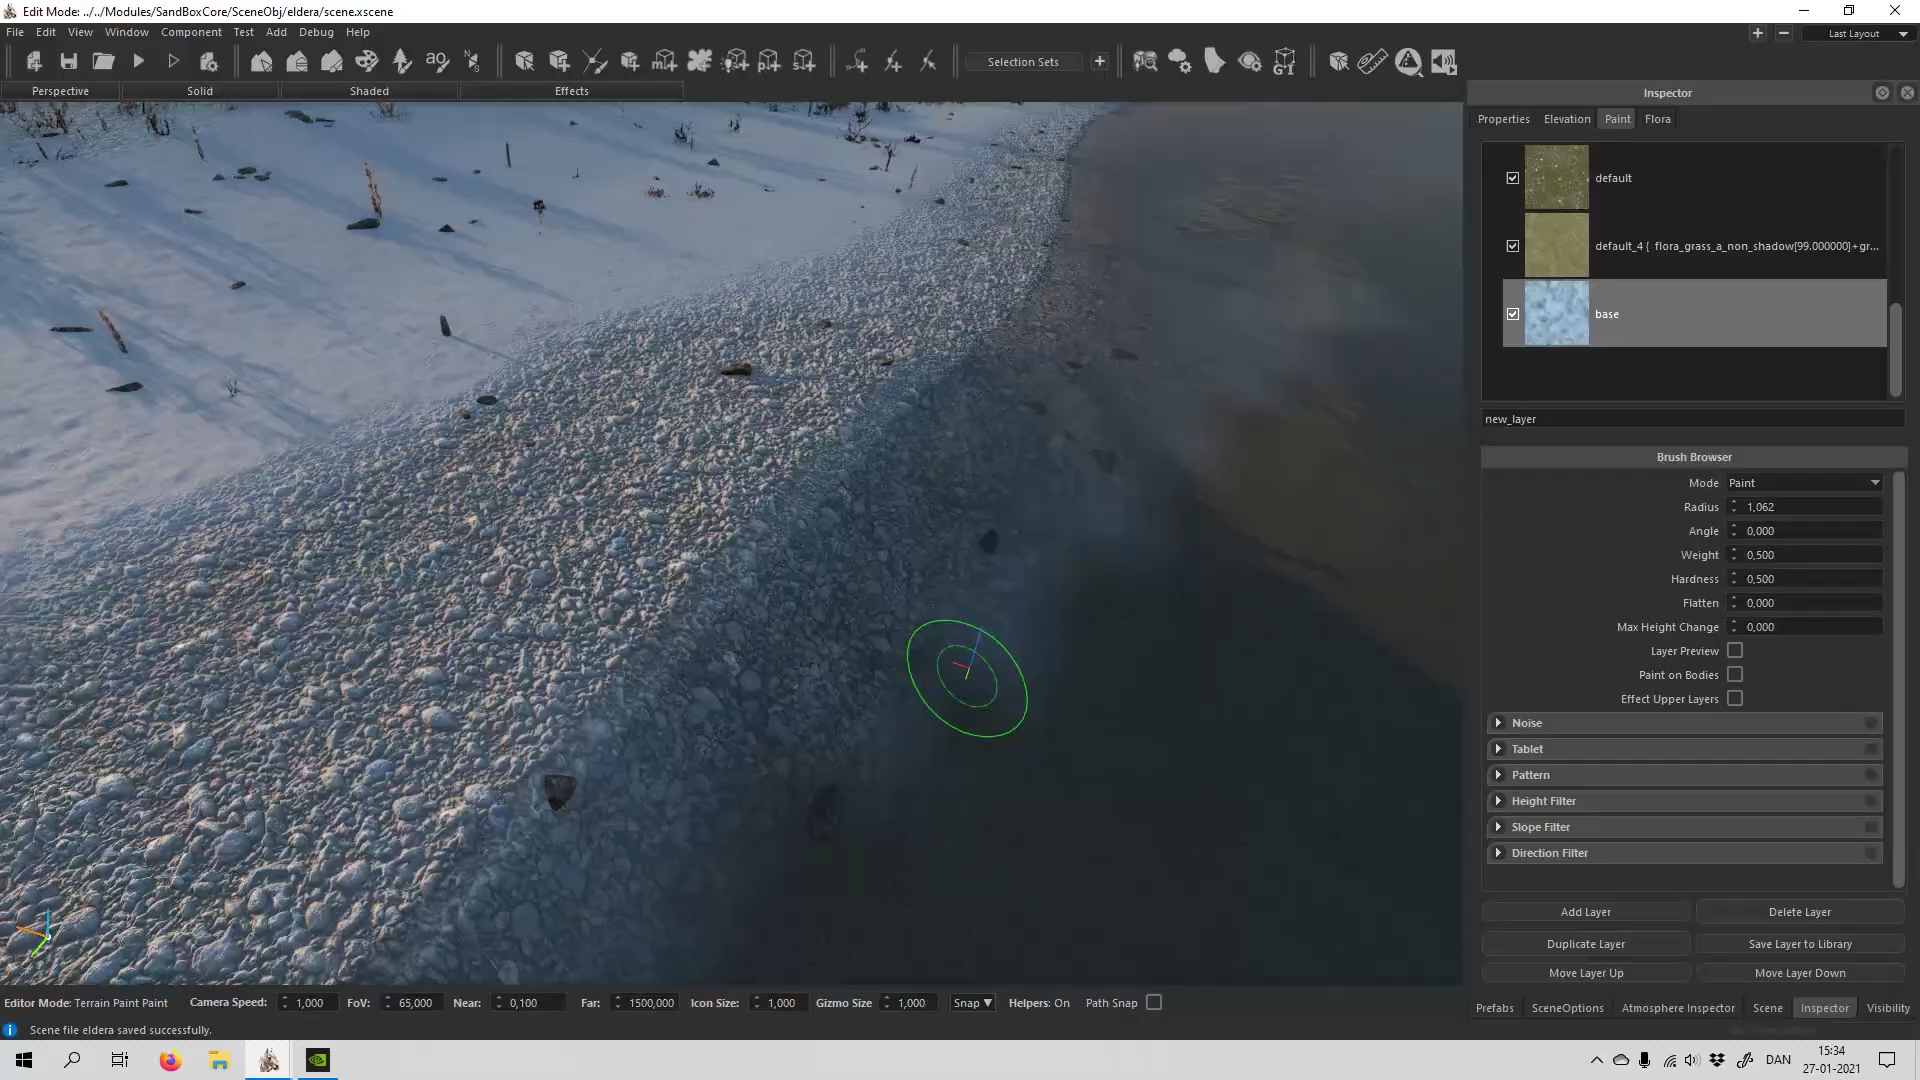 Edit Mode: ../../Modules/SandBoxCore/SceneObj/eldera/scene.xscene
File Edit View Window Component Test Add Debug Help
Last Layout
Selection Sets
Perspective Solid Shaded Effects
Inspector
Properties Elevation Paint Flora
default
default_4 { flora_grass_a_non_shadow[99.000000]+gr...
base
new_layer
Brush Browser
Mode Paint
Radius 1,062
Angle 0,000
Weight 0,500
Hardness 0,500
Flatten 0,000
Max Height Change 0,000
Layer Preview
Paint on Bodies
Effect Upper Layers
Noise
Tablet
Pattern
Height Filter
Slope Filter
Direction Filter
Add Layer Delete Layer
Duplicate Layer Save Layer to Library
Move Layer Up Move Layer Down
Editor Mode: Terrain Paint Paint Camera Speed: 1,000 FoV: 65,000 Near: 0,100 Far: 1500,000 Icon Size: 1,000 Gizmo Size 1,000 Snap Helpers: On Path Snap
Prefabs SceneOptions Atmosphere Inspector Scene Inspector Visibility
Scene file eldera saved successfully.
DAN
15:34
27-01-2021